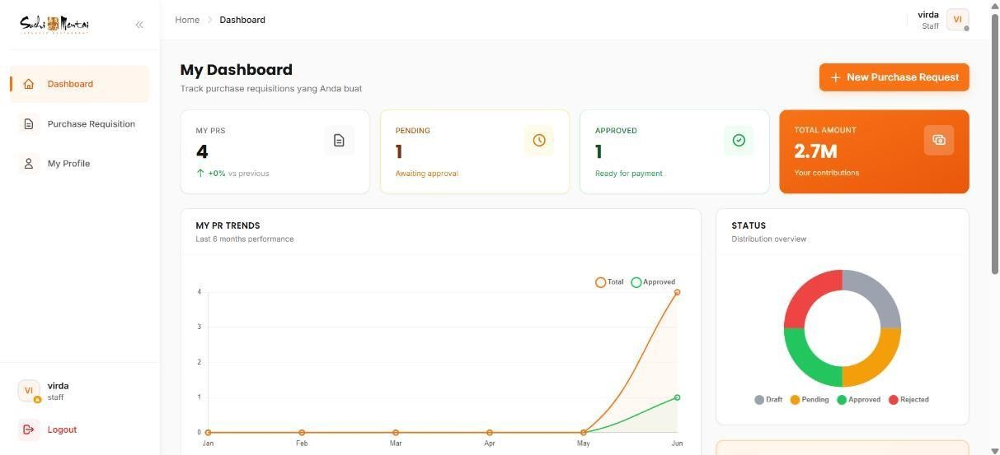 Sushi Mentai
Home > Dashboard
virda
Staff
VI
Dashboard
Purchase Requisition
My Profile
My Dashboard
Track purchase requisitions yang Anda buat
+ New Purchase Request
MY PRS
4
+0% vs previous
PENDING
1
Awaiting approval
APPROVED
1
Ready for payment
TOTAL AMOUNT
2.7M
Your contributions
MY PR TRENDS
Last 6 months performance
Total Approved
4
3
2
1
0
Jan Feb Mar Apr May Jun
STATUS
Distribution overview
Draft Pending Approved Rejected
VI
virda
staff
Logout